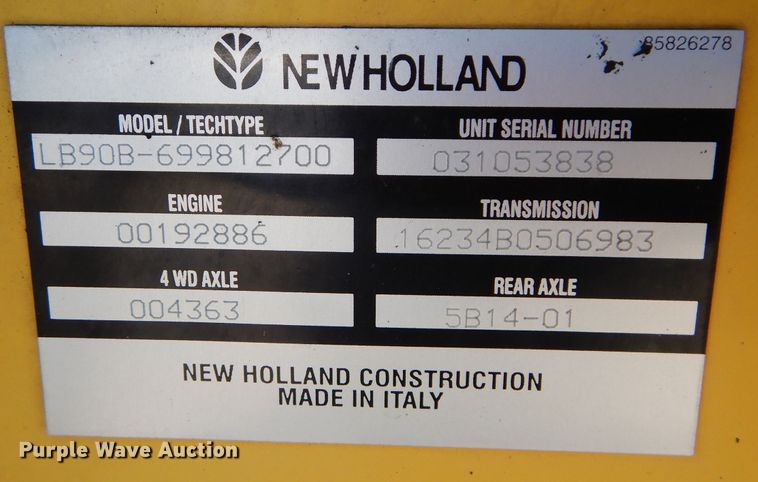 85826278
NEW HOLLAND
MODEL / TECHTYPE
LB90B-699812700
UNIT SERIAL NUMBER
031053838
ENGINE
00192886
TRANSMISSION
16234B0506983
4 WD AXLE
004363
REAR AXLE
5B14-01
NEW HOLLAND CONSTRUCTION
MADE IN ITALY
Purple Wave Auction